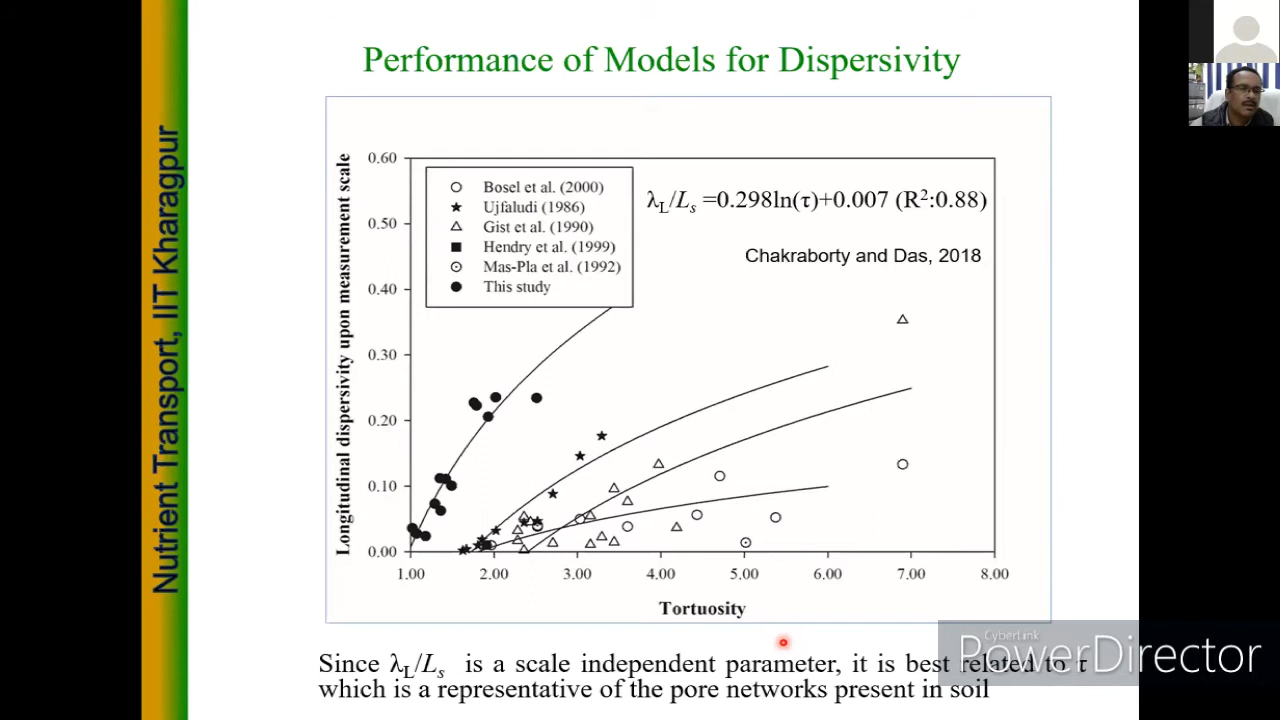 Performance of Models for Dispersivity
Nutrient Transport, IIT Kharagpur
Longitudinal dispersivity upon measurement scale
0.60
0.50
0.40
0.30
0.20
0.10
0.00
Bosel et al. (2000)
Ujfaludi (1986)
Gist et al. (1990)
Hendry et al. (1999)
Mas-Pla et al. (1992)
This study
λL/Ls =0.298ln(τ)+0.007 (R²:0.88)
Chakraborty and Das, 2018
1.00 2.00 3.00 4.00 5.00 6.00 7.00 8.00
Tortuosity
Since λL/Ls is a scale independent parameter, it is best related to τ
which is a representative of the pore networks present in soil
CyberLink
PowerDirector